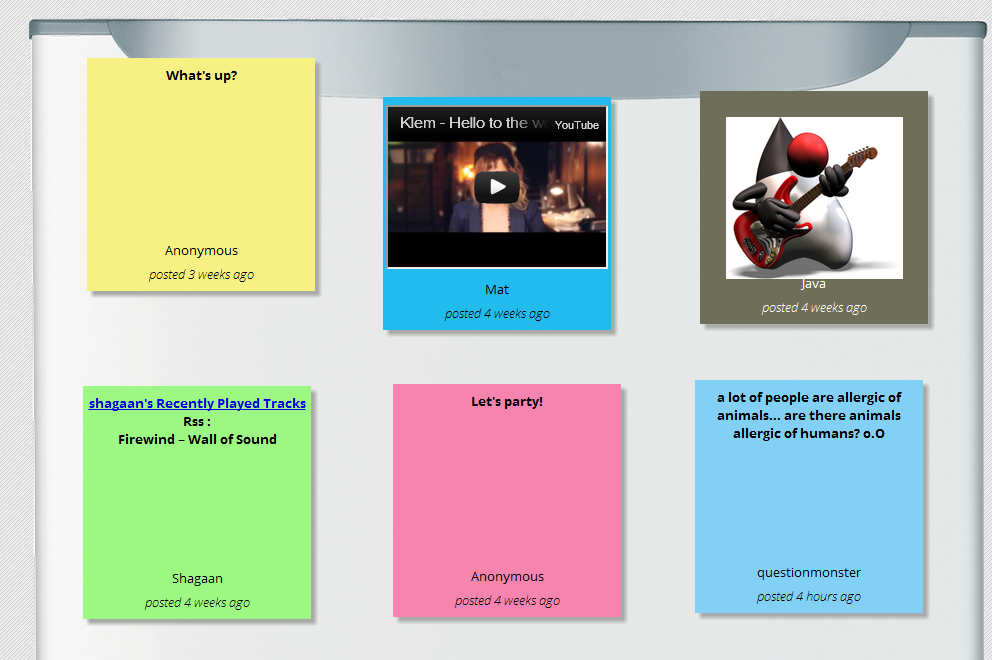 What's up?
Anonymous
posted 3 weeks ago
Klem - Hello to the
YouTube
Mat
posted 4 weeks ago
Java
posted 4 weeks ago
shagaan's Recently Played Tracks
Rss :
Firewind – Wall of Sound
Shagaan
posted 4 weeks ago
Let's party!
Anonymous
posted 4 weeks ago
a lot of people are allergic of
animals... are there animals
allergic of humans? o.O
questionmonster
posted 4 hours ago